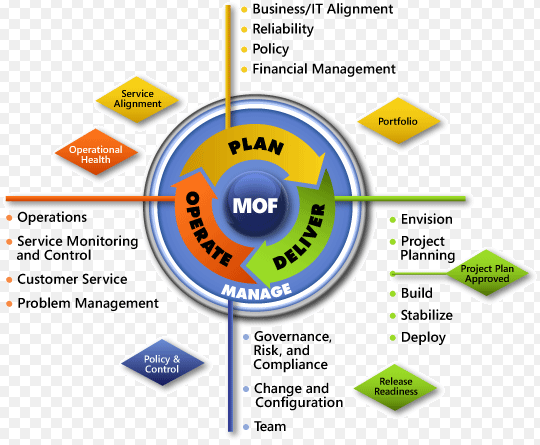 Business/IT Alignment
Reliability
Policy
Financial Management
Service
Alignment
Portfolio
Operational
Health
PLAN
MOF
OPERATE
DELIVER
MANAGE
Operations
Service Monitoring
and Control
Customer Service
Problem Management
Envision
Project
Planning
Project Plan
Approved
Build
Stabilize
Deploy
Policy &
Control
Governance,
Risk, and
Compliance
Change and
Configuration
Team
Release
Readiness